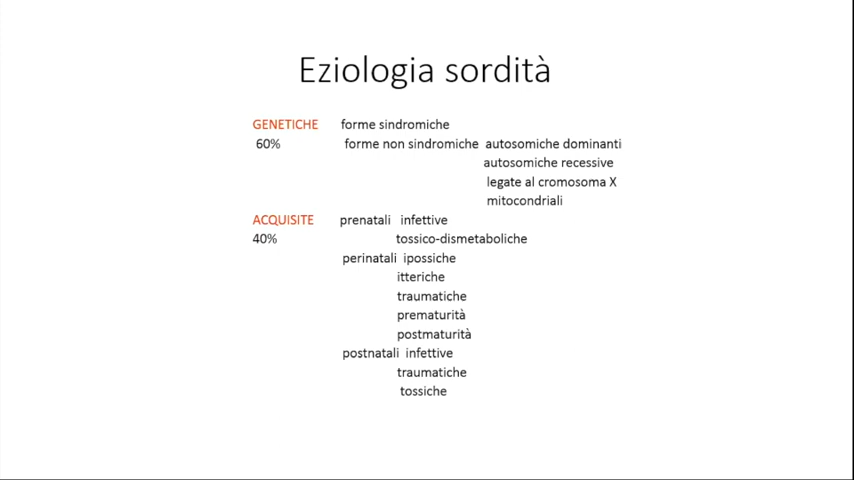 Eziologia sordità
GENETICHE forme sindromiche
60% forme non sindromiche autosomiche dominanti
autosomiche recessive
legate al cromosoma X
mitocondriali
ACQUISITE prenatali infettive
40% tossico-dismetaboliche
perinatali ipossiche
itteriche
traumatiche
prematurità
postmaturità
postnatali infettive
traumatiche
tossiche